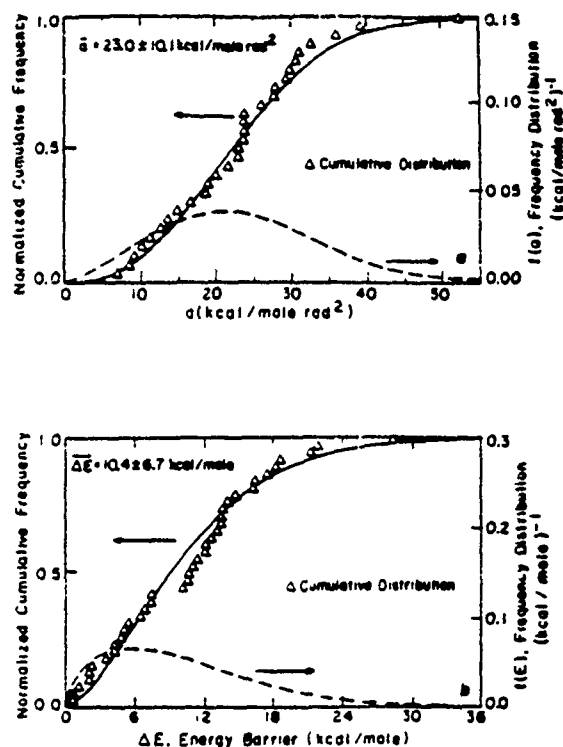 ā = 23.0 ± 10.1 kcal/mole rad²
Normalized Cumulative Frequency
1.0
0.5
0.0
0.15
0.10
0.05
0.00
f(a), Frequency Distribution
(kcal/mole rad²)⁻¹
△ Cumulative Distribution
a
0
10
20
30
40
50
a(kcal/mole rad²)
ΔE = 10.4 ± 6.7 kcal/mole
Normalized Cumulative Frequency
1.0
0.5
0.0
0.3
0.2
0.1
0.0
f(E), Frequency Distribution
(kcal/mole)⁻¹
△ Cumulative Distribution
b
0
6
12
18
24
30
36
ΔE, Energy Barrier (kcal/mole)